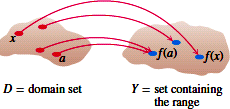 x
a
f(a)
f(x)
D = domain set
Y = set containing
the range